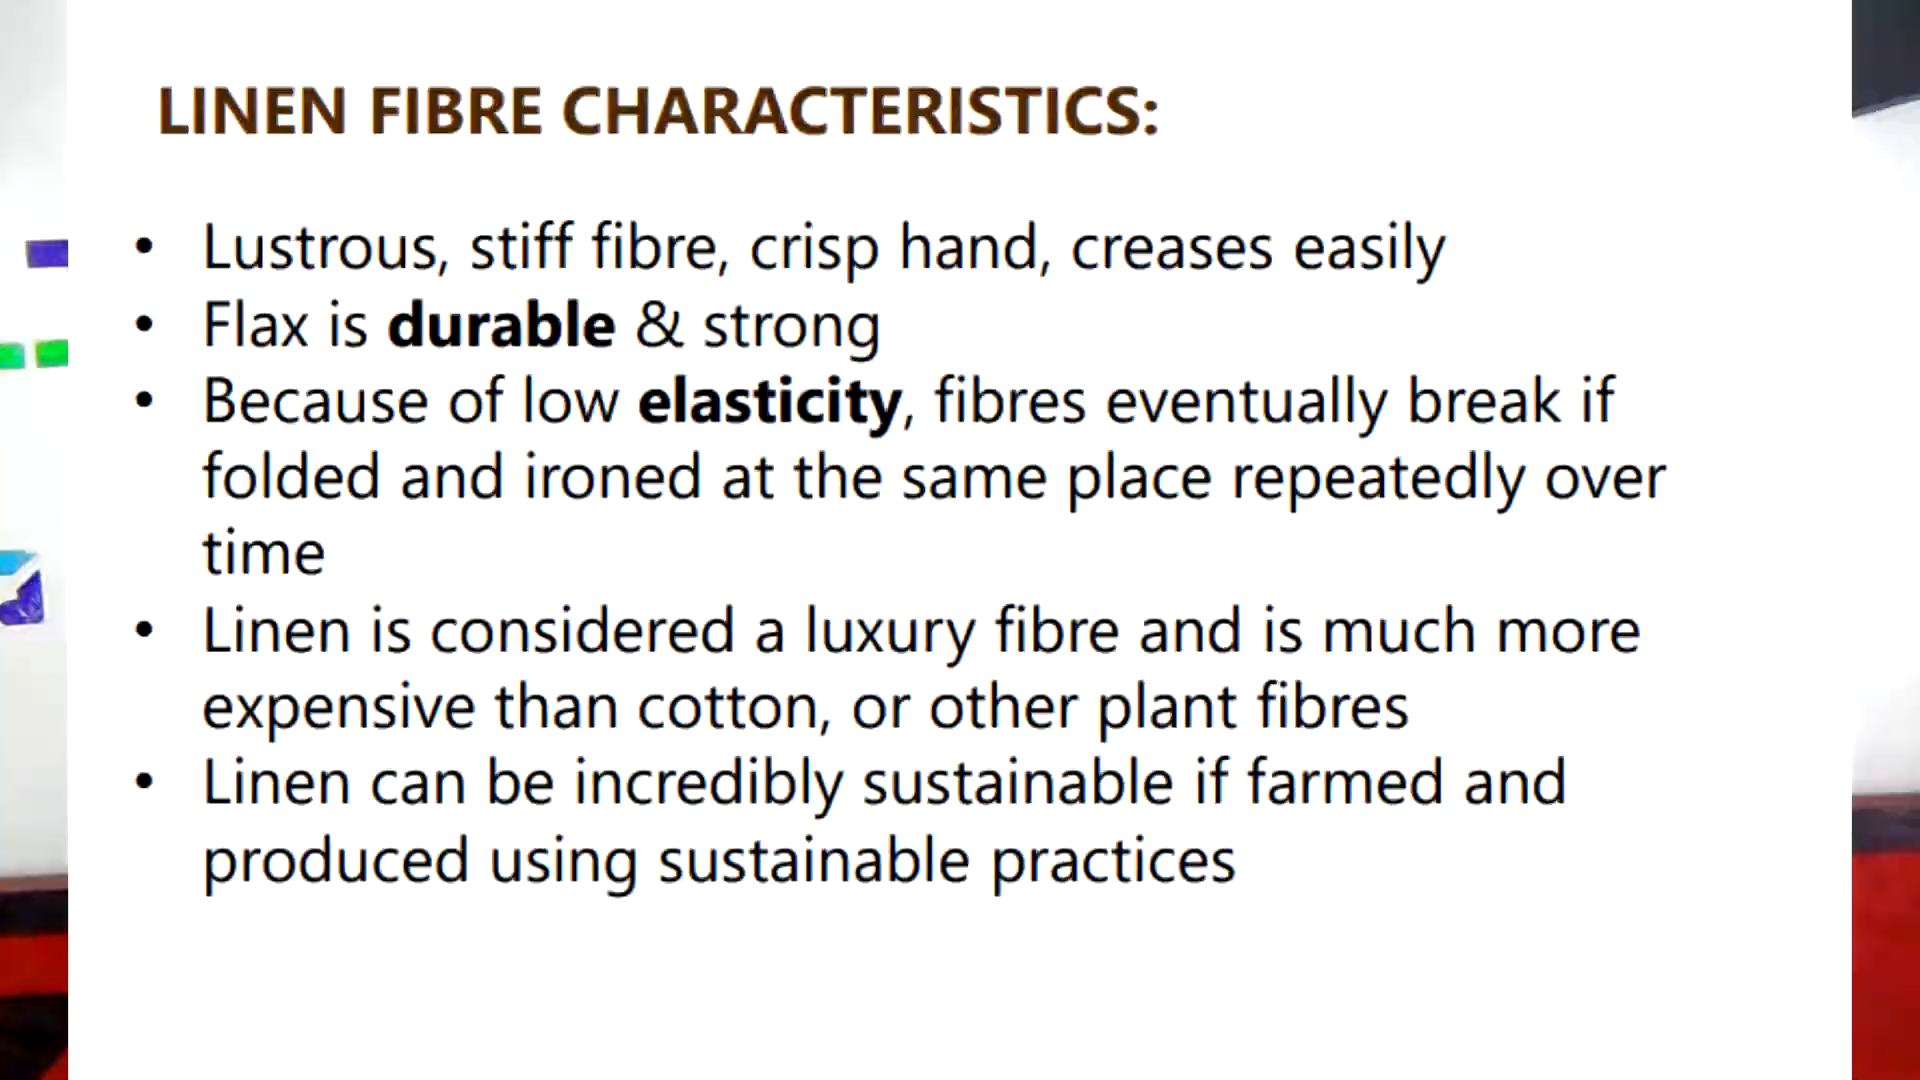 LINEN FIBRE CHARACTERISTICS:
• Lustrous, stiff fibre, crisp hand, creases easily
• Flax is durable & strong
• Because of low elasticity, fibres eventually break if
folded and ironed at the same place repeatedly over
time
• Linen is considered a luxury fibre and is much more
expensive than cotton, or other plant fibres
• Linen can be incredibly sustainable if farmed and
produced using sustainable practices